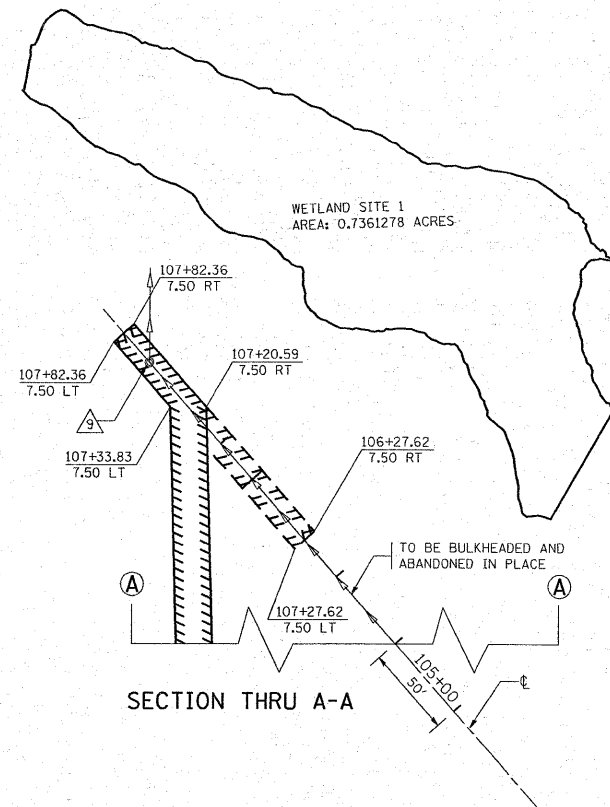 WETLAND SITE 1
AREA: 0.7361278 ACRES
107+82.36
7.50 RT
107+20.59
7.50 RT
107+82.36
7.50 LT
9
107+33.83
7.50 LT
106+27.62
7.50 RT
TO BE BULKHEADED AND
ABANDONED IN PLACE
A
A
107+27.62
7.50 LT
105+00
50'
℄
SECTION THRU A-A